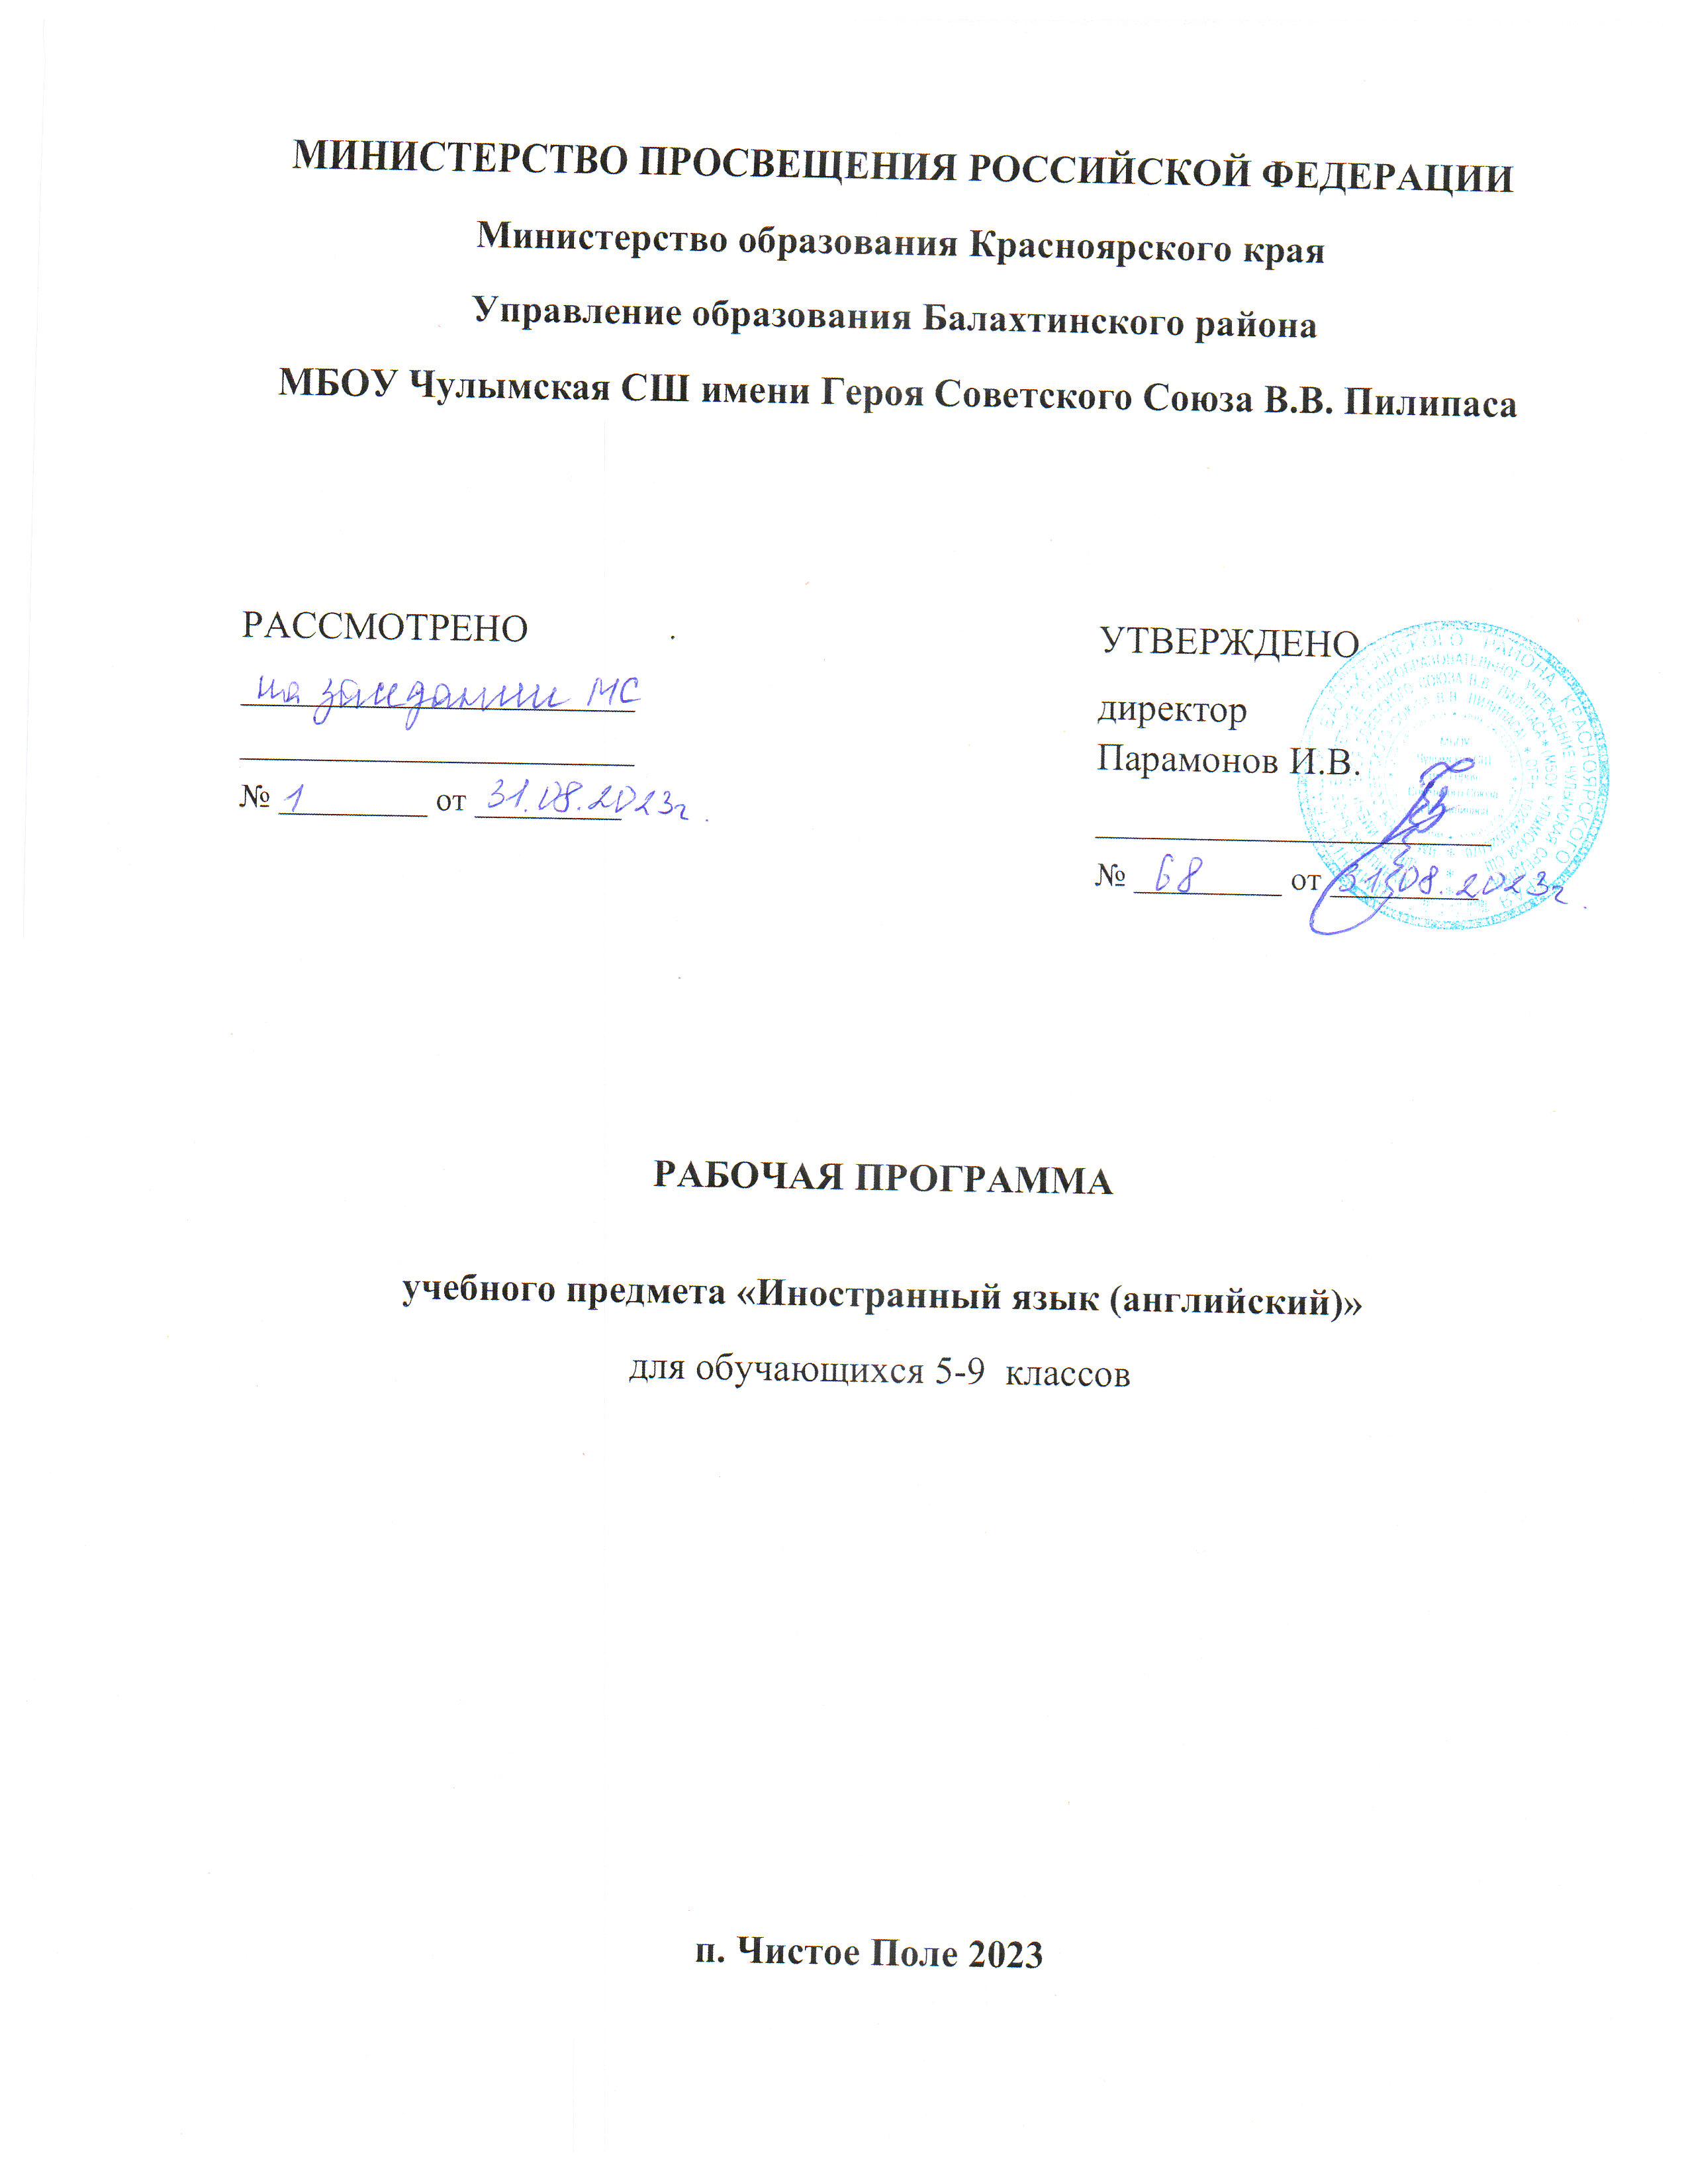 МИНИСТЕРСТВО ПРОСВЕЩЕНИЯ РОССИЙСКОЙ ФЕДЕРАЦИИ
Министерство образования Красноярского края
Управление образования Балахтинского района
МБОУ Чулымская СШ имени Героя Советского Союза В.В. Пилипаса
РАССМОТРЕНО
на заседании МС
№ 1 от 31.08.2023г.
УТВЕРЖДЕНО
директор
Парамонов И.В.
№ 68 от 31.08.2023г.
РАБОЧАЯ ПРОГРАММА
учебного предмета «Иностранный язык (английский)»
для обучающихся 5-9 классов
п. Чистое Поле 2023